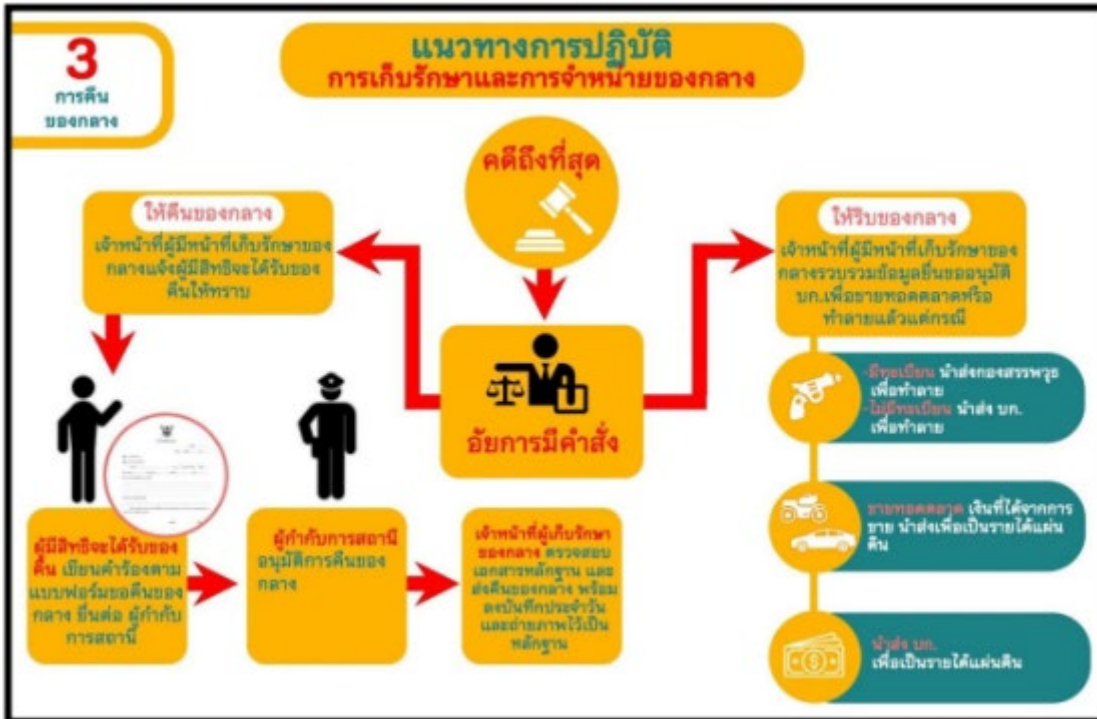 3
การคืน
ของกลาง
แนวทางการปฏิบัติ
การเก็บรักษาและการจำหน่ายของกลาง
คดีถึงที่สุด
ให้คืนของกลาง
เจ้าหน้าที่ผู้มีหน้าที่เก็บรักษาของ
กลางแจ้งผู้มีสิทธิจะได้รับของ
คืนให้ทราบ
อัยการมีคำสั่ง
ให้ริบของกลาง
เจ้าหน้าที่ผู้มีหน้าที่เก็บรักษาของ
กลางรวบรวมข้อมูลยื่นขออนุมัติ
บก.เพื่อขายทอดตลาดหรือ
ทำลายแล้วแต่กรณี
-มีทะเบียน นำส่งกองสรรพาวุธ
เพื่อทำลาย
-ไม่มีทะเบียน นำส่ง บก.
เพื่อทำลาย
ขายทอดตลาด เงินที่ได้จากการ
ขาย นำส่งเพื่อเป็นรายได้แผ่น
ดิน
นำส่ง บก.
เพื่อเป็นรายได้แผ่นดิน
ผู้มีสิทธิจะได้รับของ
คืน เขียนคำร้องตาม
แบบฟอร์มขอคืนของ
กลาง ยื่นต่อ ผู้กำกับ
การสถานี
ผู้กำกับการสถานี
อนุมัติการคืนของ
กลาง
เจ้าหน้าที่ผู้เก็บรักษา
ของกลาง ตรวจสอบ
เอกสารหลักฐาน และ
ส่งคืนของกลาง พร้อม
ลงบันทึกประจำวัน
และถ่ายภาพไว้เป็น
หลักฐาน